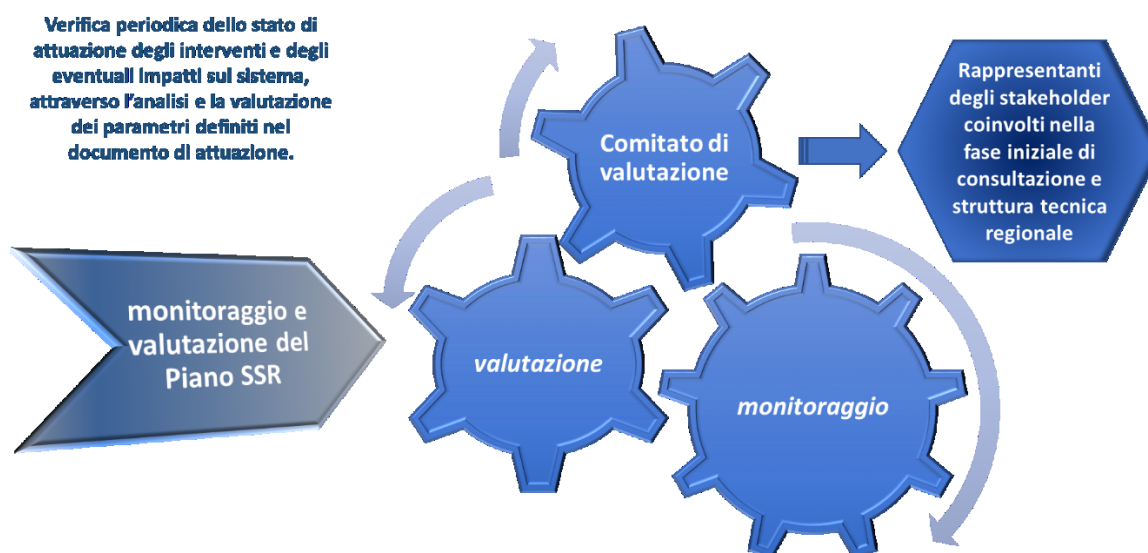 Verifica periodica dello stato di
attuazione degli interventi e degli
eventuali impatti sul sistema,
attraverso l'analisi e la valutazione
dei parametri definiti nel
documento di attuazione.
Comitato di
valutazione
Rappresentanti
degli stakeholder
coinvolti nella
fase iniziale di
consultazione e
struttura tecnica
regionale
monitoraggio e
valutazione del
Piano SSR
valutazione
monitoraggio